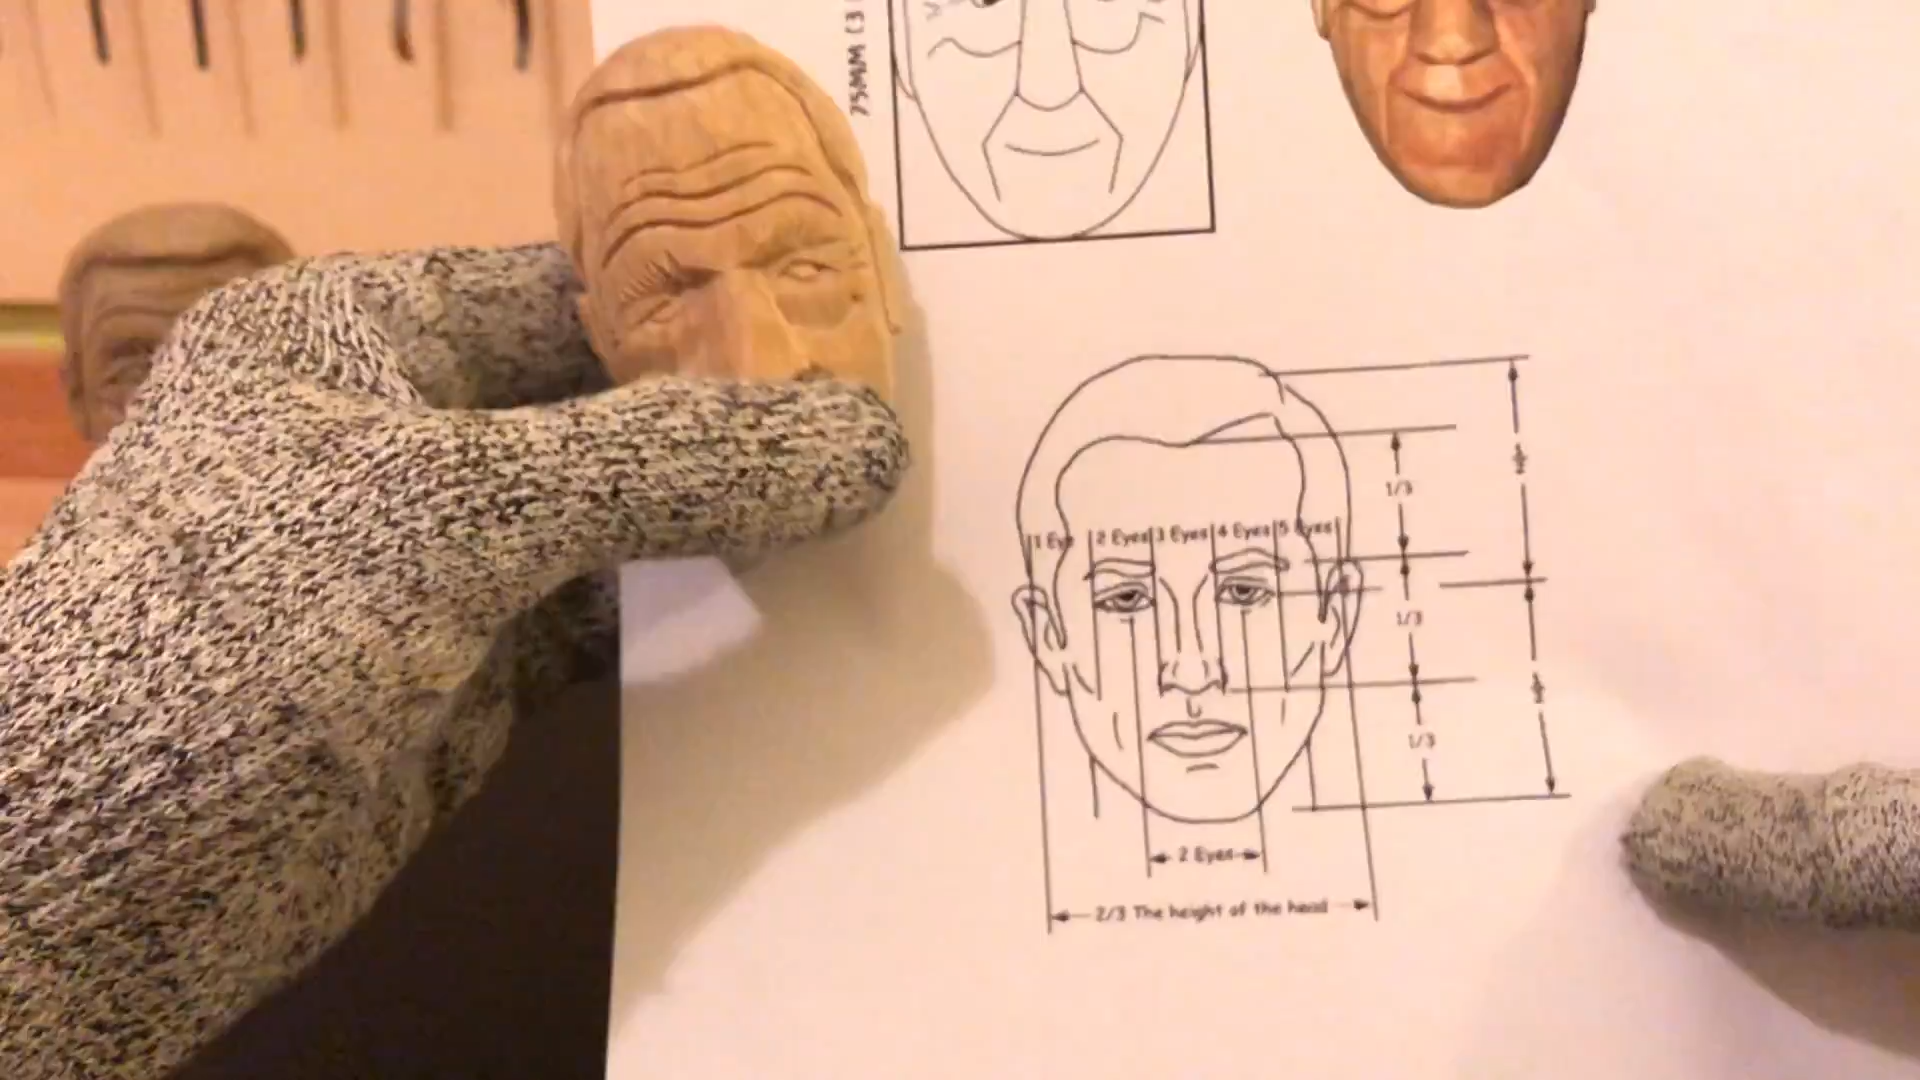 75MM (3
1/3
1 Eye 2 Eyes 3 Eyes 4 Eyes 5 Eyes
1/3
1/3
2 Eyes
2/3 The height of the head